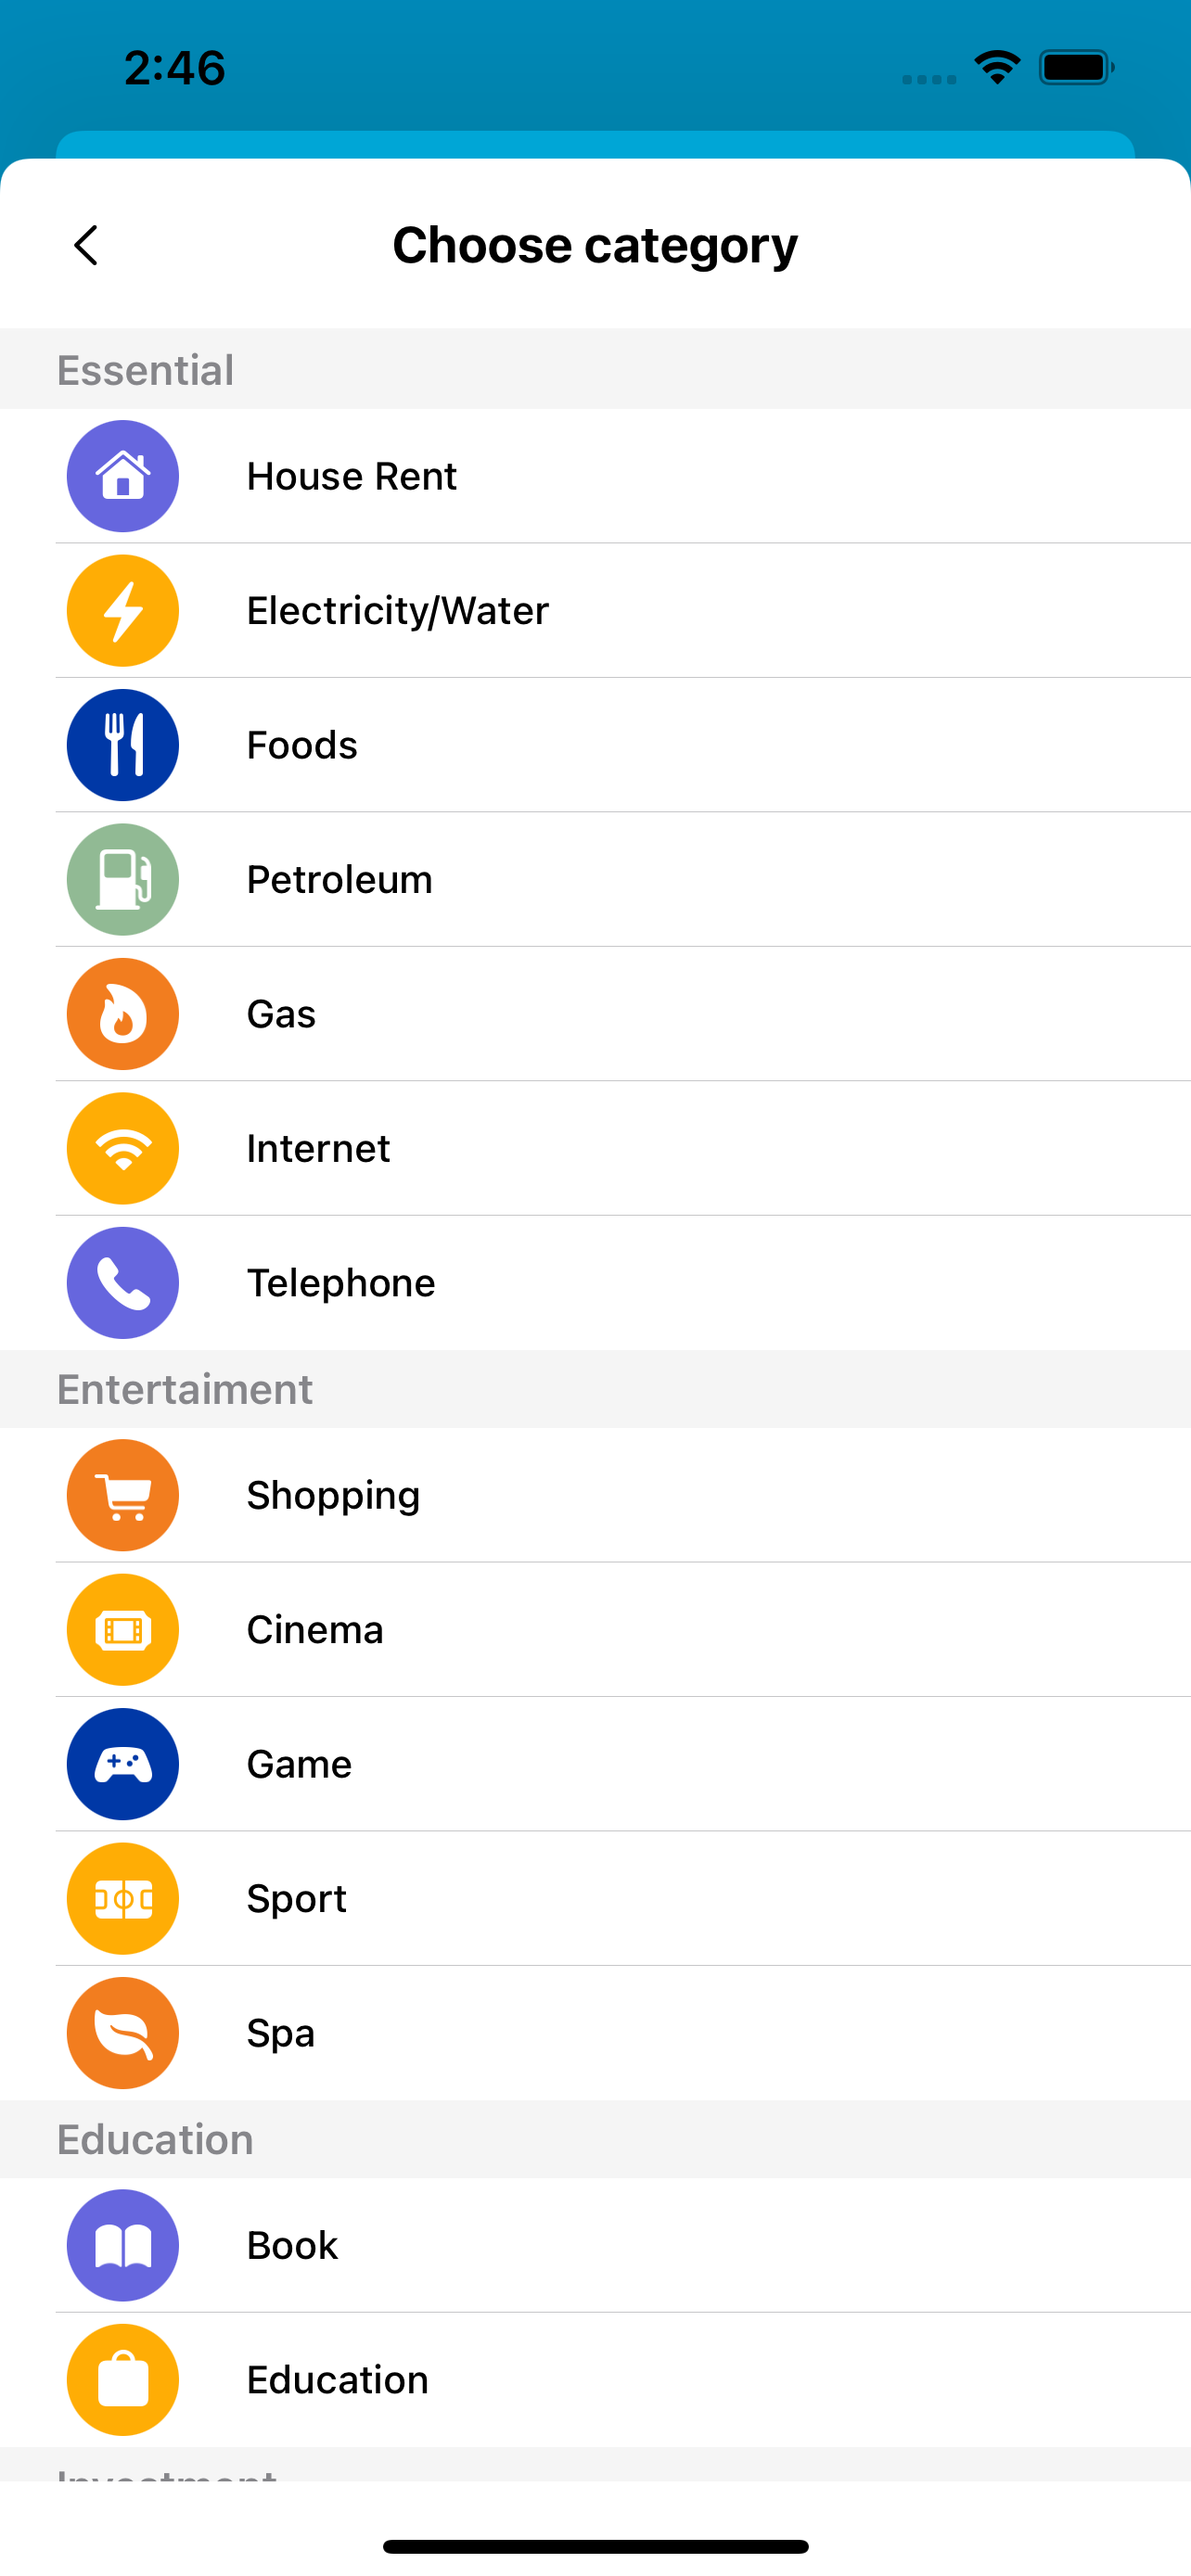 2:46
Choose category
Essential
House Rent
Electricity/Water
Foods
Petroleum
Gas
Internet
Telephone
Entertaiment
Shopping
Cinema
Game
Sport
Spa
Education
Book
Education
Investment